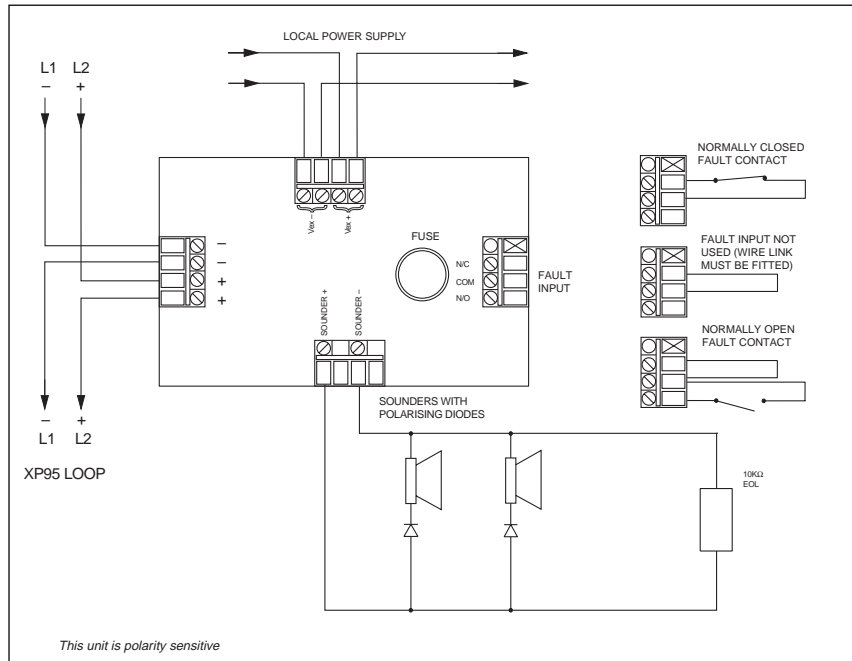 LOCAL POWER SUPPLY
L1 L2
– +
NORMALLY CLOSED
FAULT CONTACT
Vex –
Vex +
FUSE
–
–
+
+
N/C
COM
N/O
FAULT
INPUT
FAULT INPUT NOT
USED (WIRE LINK
MUST BE FITTED)
SOUNDER +
SOUNDER –
NORMALLY OPEN
FAULT CONTACT
SOUNDERS WITH
POLARISING DIODES
– +
L1 L2
XP95 LOOP
10KΩ
EOL
This unit is polarity sensitive